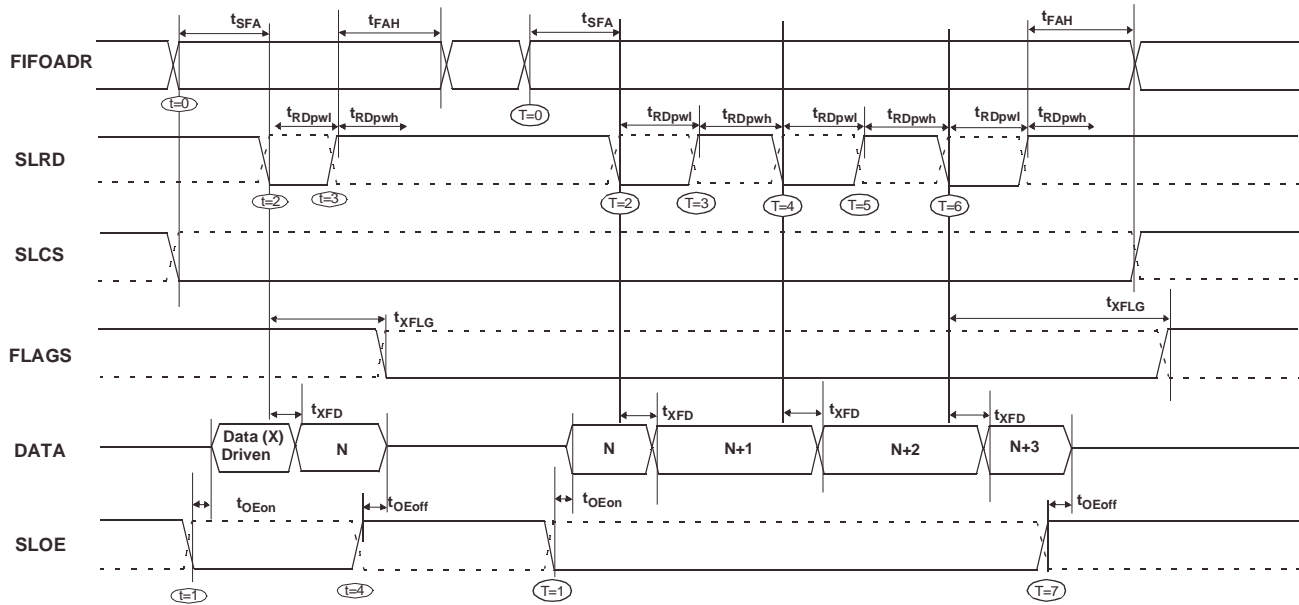 tSFA tFAH tSFA tFAH
FIFOADR
t=0 T=0
tRDpwl tRDpwh tRDpwl tRDpwh tRDpwl tRDpwh tRDpwl tRDpwh
SLRD
t=2 t=3 T=2 T=3 T=4 T=5 T=6
SLCS
tXFLG tXFLG
FLAGS
tXFD tXFD tXFD tXFD
DATA
Data (X)
Driven
N N N+1 N+2 N+3
tOEon tOEoff tOEon tOEoff
SLOE
t=1 t=4 T=1 T=7